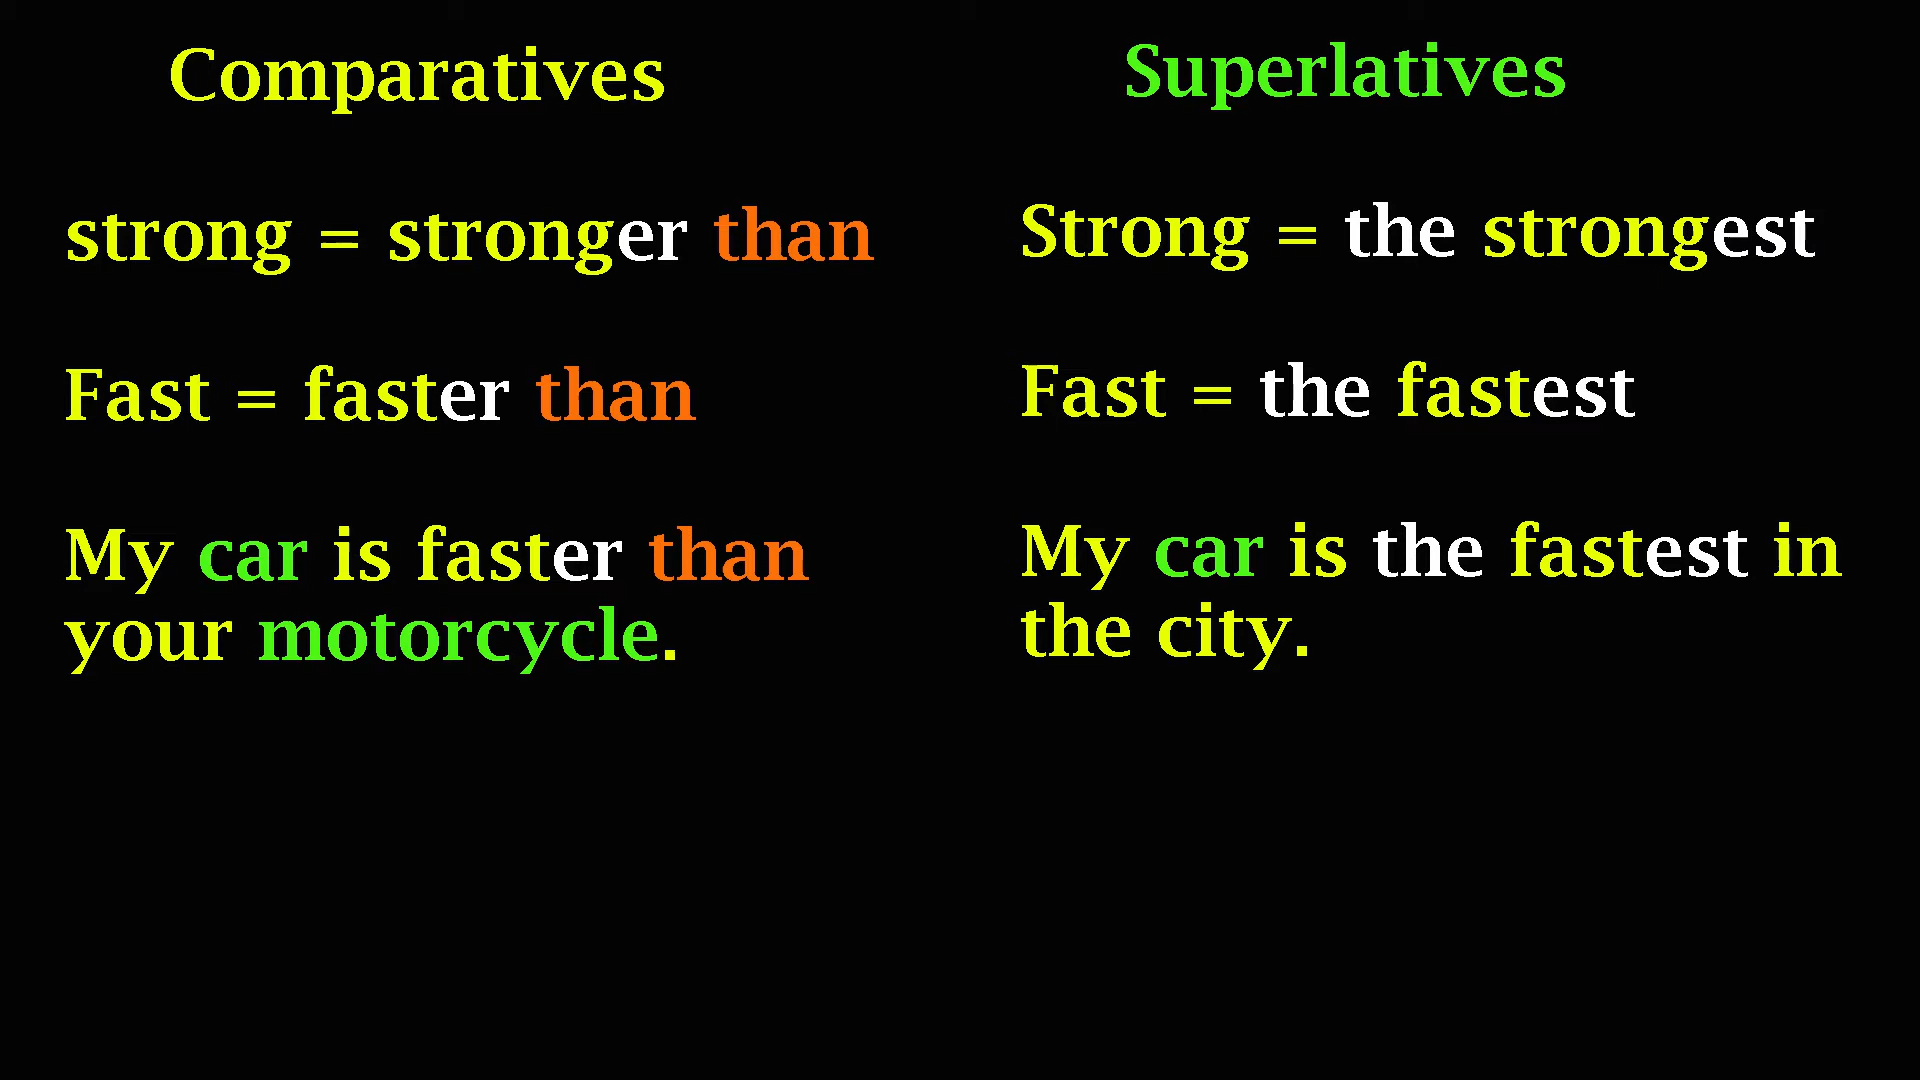 Comparatives
strong = stronger than
Fast = faster than
My car is faster than
your motorcycle.
Superlatives
Strong = the strongest
Fast = the fastest
My car is the fastest in
the city.